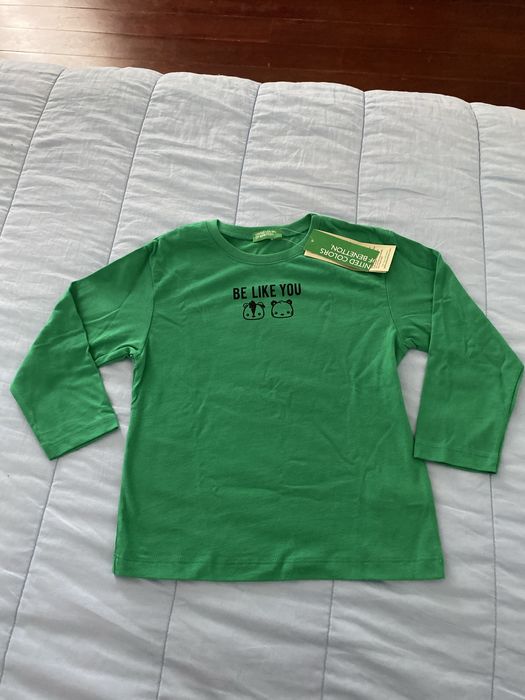 BE LIKE YOU
NITED COLORS
OF BENETTON.